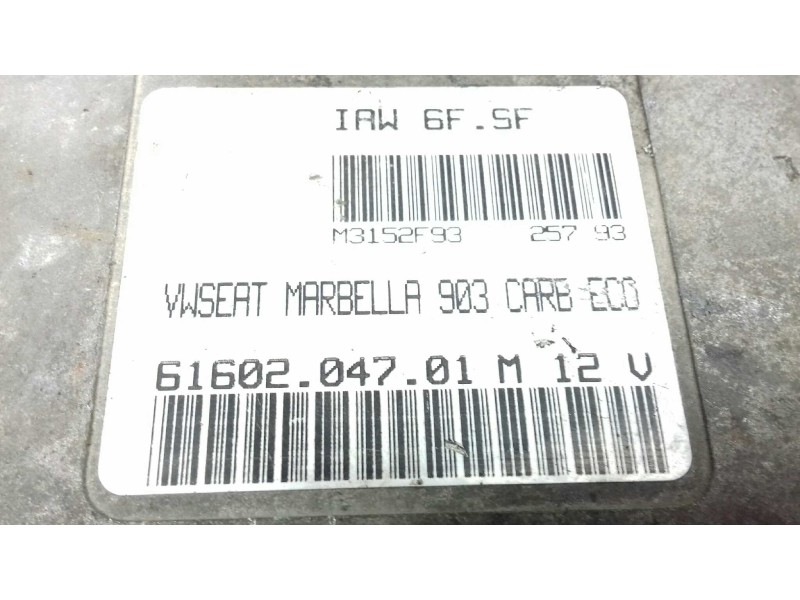 IAW 6F.SF
M3152F93 257 93
VWSEAT MARBELLA 903 CARB ECO
61602.047.01 M 12 V